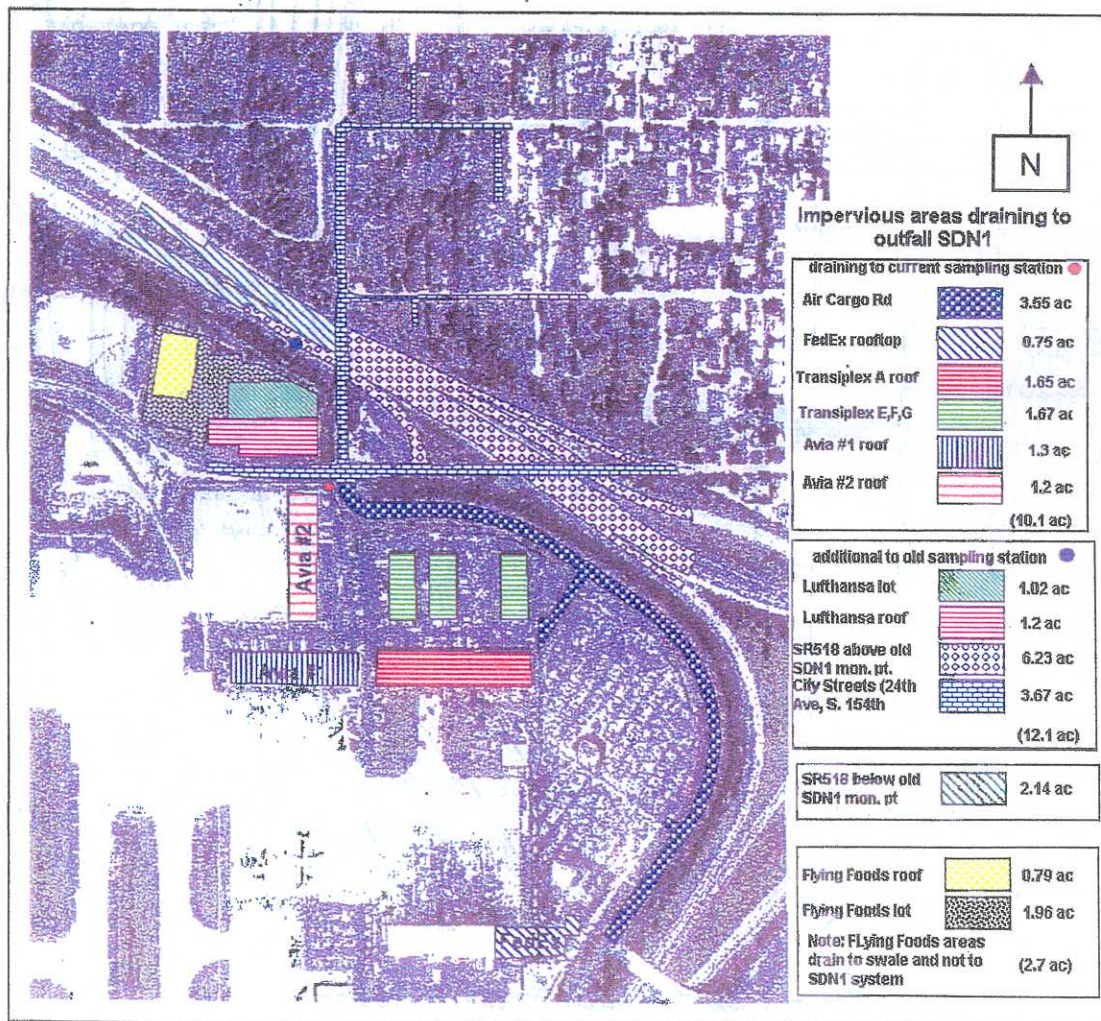 N
Impervious areas draining to
outfall SDN1
draining to current sampling station
Air Cargo Rd 3.55 ac
FedEx rooftop 0.75 ac
Transiplex A roof 1.65 ac
Transiplex E,F,G 1.67 ac
Avia #1 roof 1.3 ac
Avia #2 roof 1.2 ac
(10.1 ac)
additional to old sampling station
Lufthansa lot 1.02 ac
Lufthansa roof 1.2 ac
SR518 above old
SDN1 mon. pt. 6.23 ac
City Streets (24th
Ave, S. 154th 3.67 ac
(12.1 ac)
SR518 below old
SDN1 mon. pt 2.14 ac
Flying Foods roof 0.79 ac
Flying Foods lot 1.96 ac
Note: FLying Foods areas
drain to swale and not to
SDN1 system
(2.7 ac)
Avia #2
FedEx